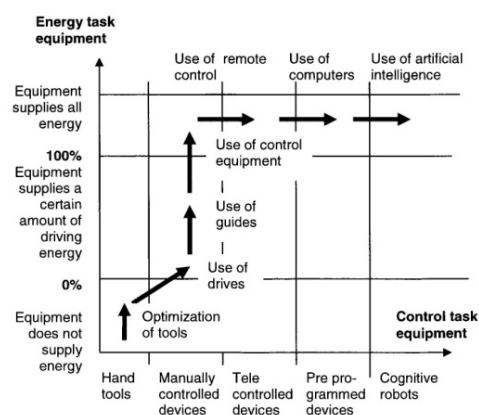 Energy task
equipment
Use of remote
control
Use of
computers
Use of artificial
intelligence
Equipment
supplies all
energy
100%
Equipment
supplies a
certain
amount of
driving
energy
0%
Equipment
does not
supply
energy
Use of control
equipment
Use of
guides
Use of
drives
Optimization
of tools
Control task
equipment
Hand
tools
Manually
controlled
devices
Tele
controlled
devices
Pre pro-
grammed
devices
Cognitive
robots